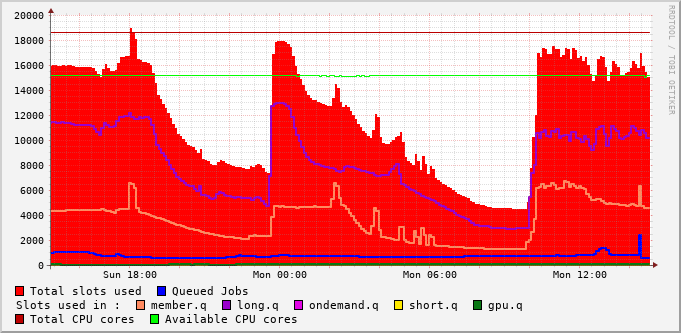 20000
18000
16000
14000
12000
10000
8000
6000
4000
2000
0
Sun 18:00 Mon 00:00 Mon 06:00 Mon 12:00
RRDTOOL / TOBI OETIKER
Total slots used Queued Jobs
Slots used in : member.q long.q ondemand.q short.q gpu.q
Total CPU cores Available CPU cores